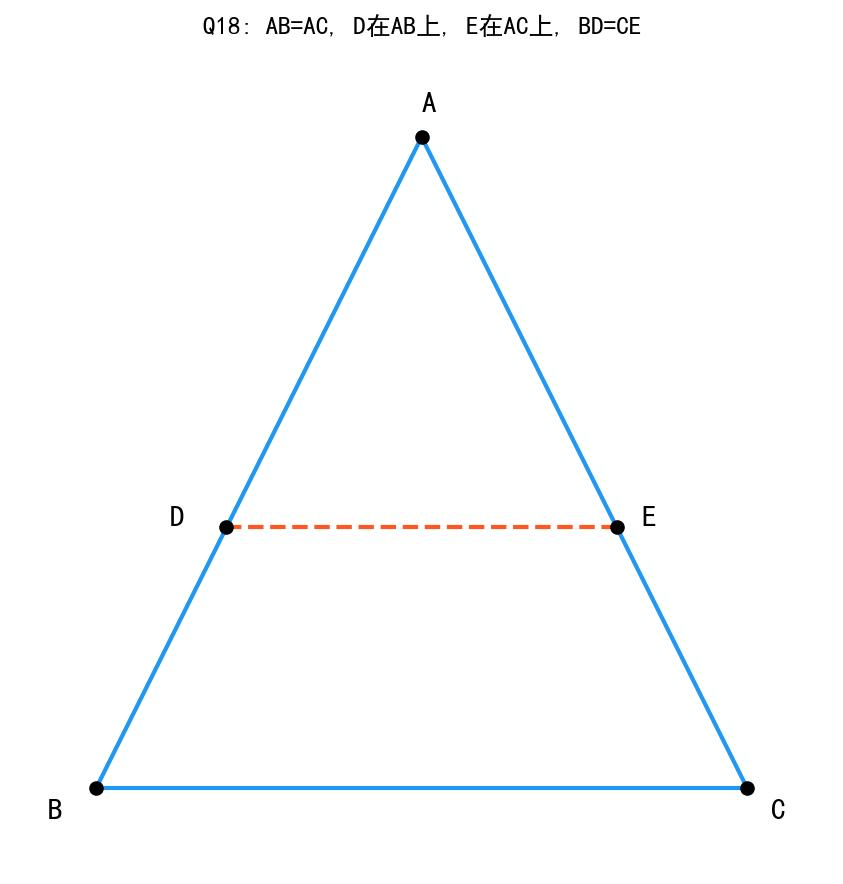 Q18: AB=AC, D在AB上, E在AC上, BD=CE
A
D
E
B
C